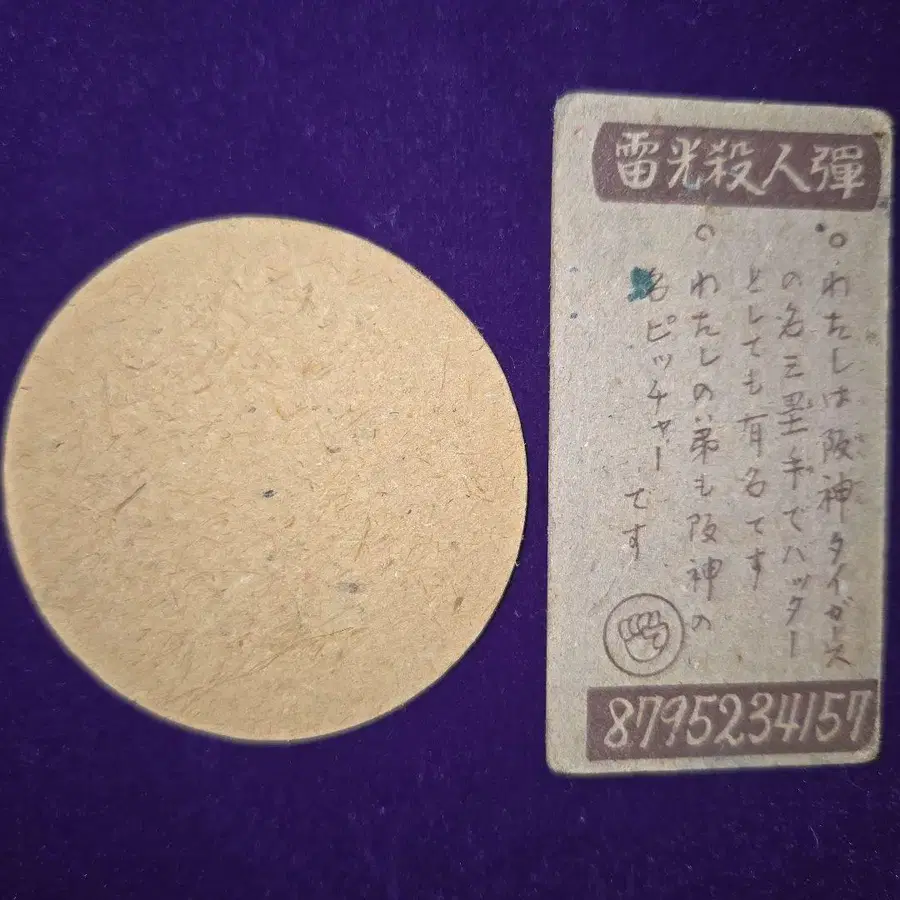 雷光殺人彈
○わたしは阪神タイガース
の名三塁手でハッター
としても有名です
○わたしの弟も阪神の
名ピッチャーです
8795234157